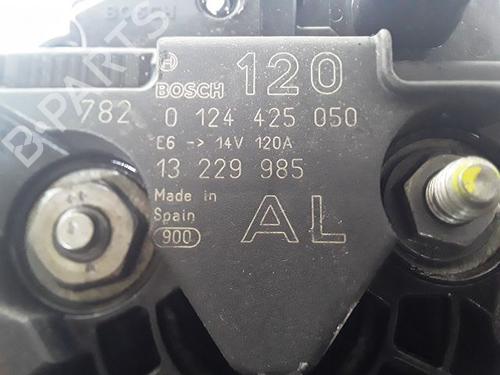 BOSCH
B-PARTS
BOSCH 120
782 0 124 425 050
E6 -> 14V 120A
13 229 985
Made in
Spain
900 AL